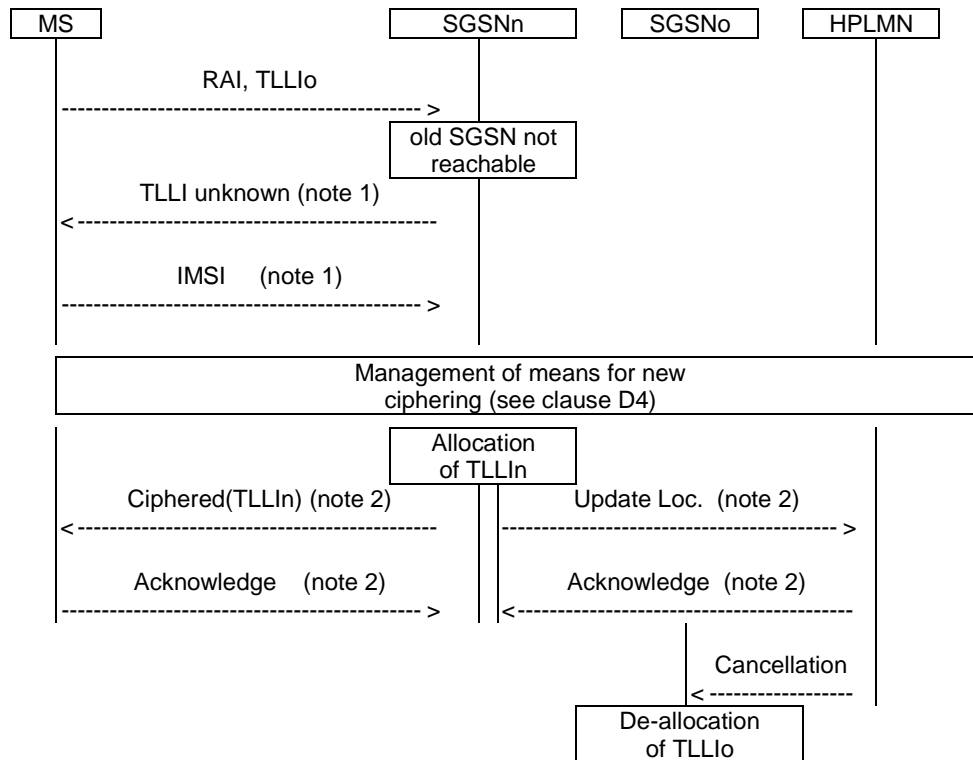 MS SGSNn SGSNo HPLMN
RAI, TLLIo
old SGSN not
reachable
TLLI unknown (note 1)
IMSI (note 1)
Management of means for new
ciphering (see clause D4)
Allocation
of TLLIn
Ciphered(TLLIn) (note 2) Update Loc. (note 2)
Acknowledge (note 2) Acknowledge (note 2)
Cancellation
De-allocation
of TLLIo